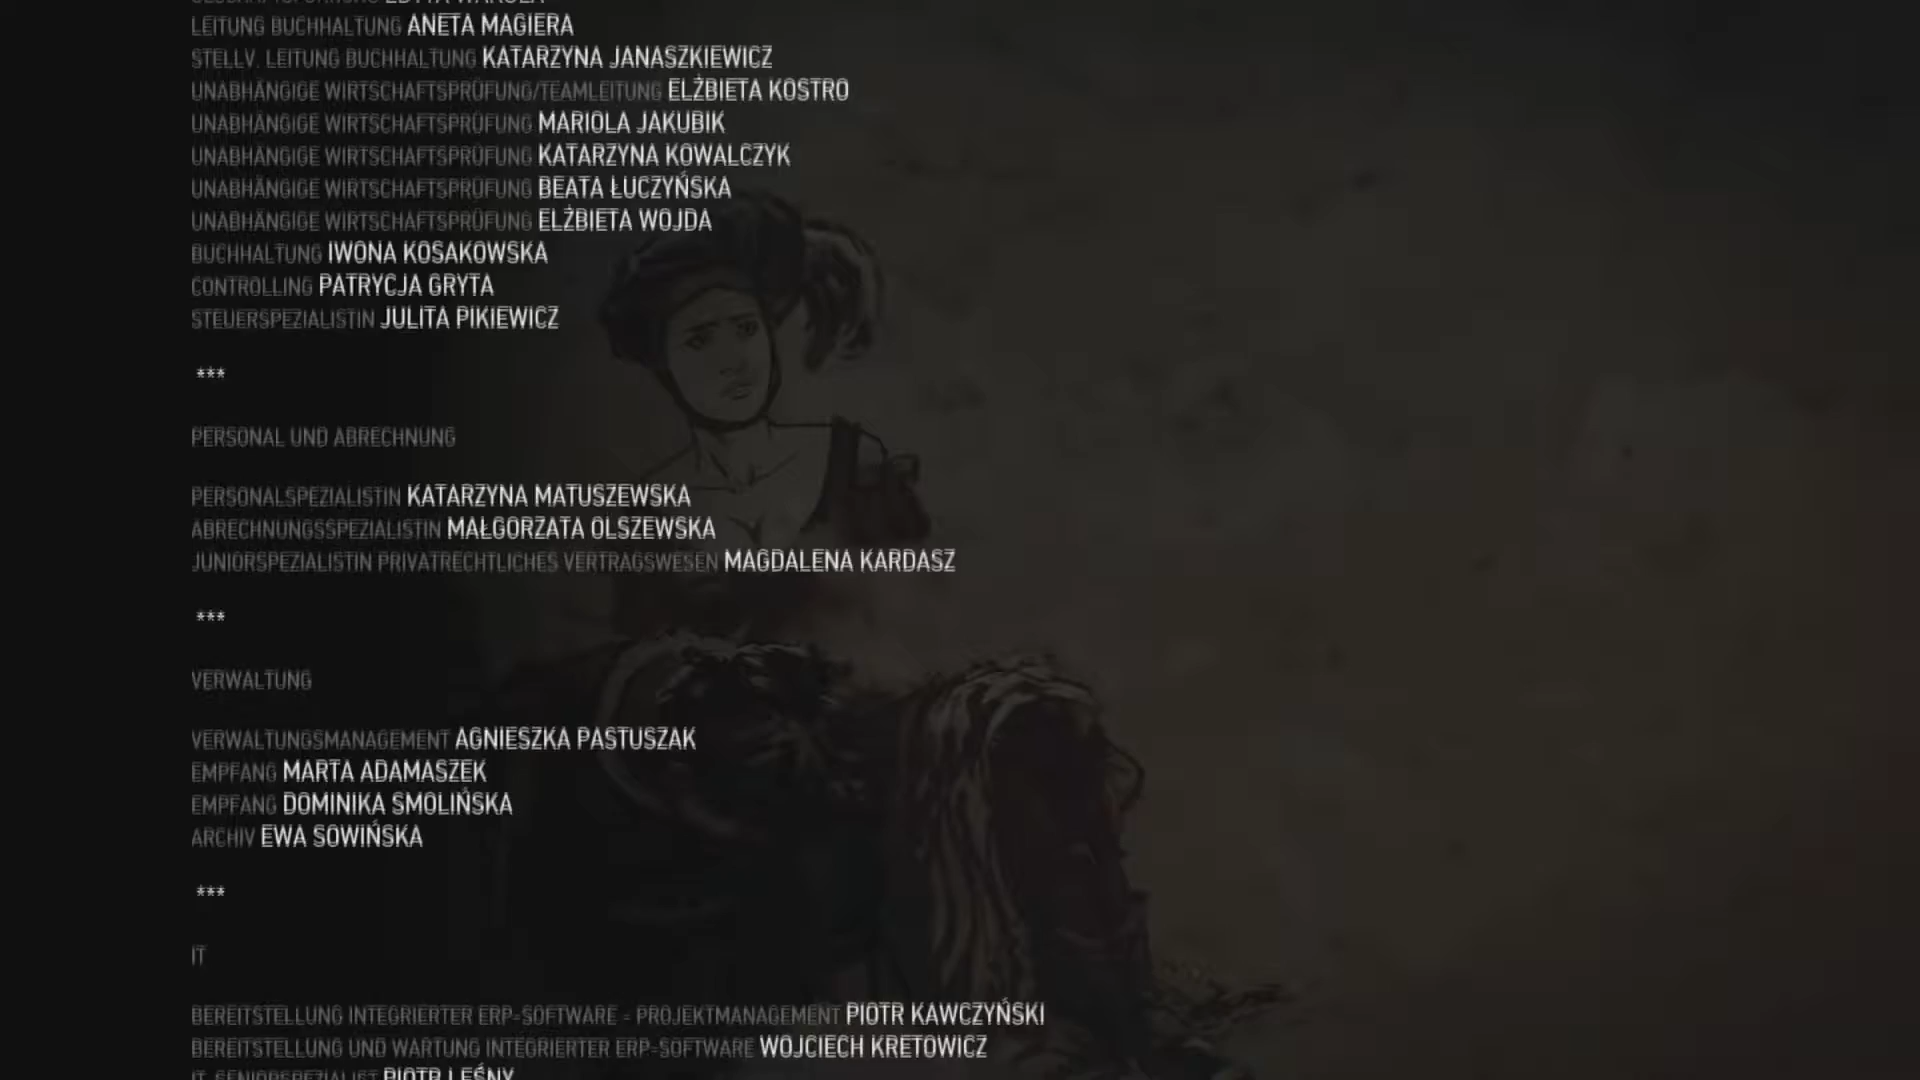 LEITUNG BUCHHALTUNG ANETA MAGIERA
STELLV. LEITUNG BUCHHALTUNG KATARZYNA JANASZKIEWICZ
UNABHÄNGIGE WIRTSCHAFTSPRÜFUNG/TEAMLEITUNG ELŻBIETA KOSTRO
UNABHÄNGIGE WIRTSCHAFTSPRÜFUNG MARIOLA JAKUBIK
UNABHÄNGIGE WIRTSCHAFTSPRÜFUNG KATARZYNA KOWALCZYK
UNABHÄNGIGE WIRTSCHAFTSPRÜFUNG BEATA ŁUCZYŃSKA
UNABHÄNGIGE WIRTSCHAFTSPRÜFUNG ELŻBIETA WOJDA
BUCHHALTUNG IWONA KOSAKOWSKA
CONTROLLING PATRYCJA GRYTA
STEUERSPEZIALISTIN JULITA PIKIEWICZ
***
PERSONAL UND ABRECHNUNG
PERSONALSPEZIALISTIN KATARZYNA MATUSZEWSKA
ABRECHNUNGSSPEZIALISTIN MAŁGORZATA OLSZEWSKA
JUNIORSPEZIALISTIN PRIVATRECHTLICHES VERTRAGSWESEN MAGDALENA KARDASZ
***
VERWALTUNG
VERWALTUNGSMANAGEMENT AGNIESZKA PASTUSZAK
EMPFANG MARTA ADAMASZEK
EMPFANG DOMINIKA SMOLIŃSKA
ARCHIV EWA SOWIŃSKA
***
IT
BEREITSTELLUNG INTEGRIERTER ERP-SOFTWARE - PROJEKTMANAGEMENT PIOTR KAWCZYŃSKI
BEREITSTELLUNG UND WARTUNG INTEGRIERTER ERP-SOFTWARE WOJCIECH KRETOWICZ
IT-SENIORSPEZIALIST PIOTR LEŚNY